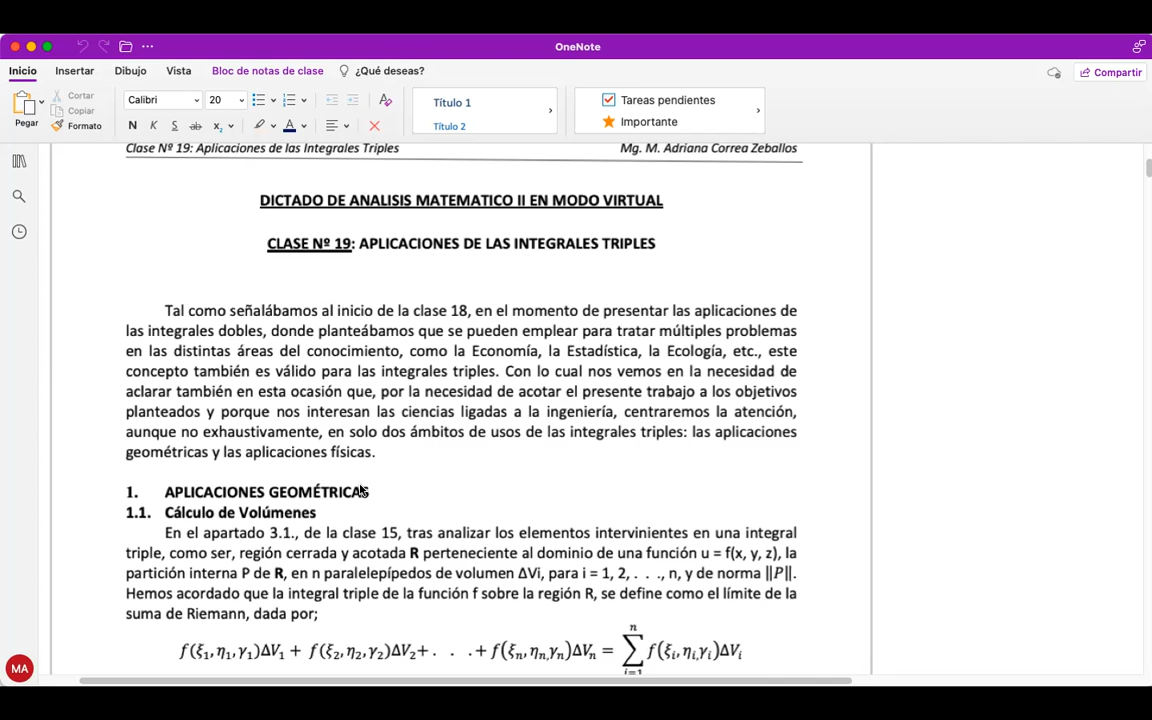 OneNote
Inicio Insertar Dibujo Vista Bloc de notas de clase ¿Qué deseas? Compartir
Pegar Cortar Copiar Formato Calibri 20
N K S ab x₂ A
Título 1
Título 2
Tareas pendientes
Importante
Clase Nº 19: Aplicaciones de las Integrales Triples Mg. M. Adriana Correa Zeballos
DICTADO DE ANALISIS MATEMATICO II EN MODO VIRTUAL
CLASE Nº 19: APLICACIONES DE LAS INTEGRALES TRIPLES
Tal como señalábamos al inicio de la clase 18, en el momento de presentar las aplicaciones de
las integrales dobles, donde planteábamos que se pueden emplear para tratar múltiples problemas
en las distintas áreas del conocimiento, como la Economía, la Estadística, la Ecología, etc., este
concepto también es válido para las integrales triples. Con lo cual nos vemos en la necesidad de
aclarar también en esta ocasión que, por la necesidad de acotar el presente trabajo a los objetivos
planteados y porque nos interesan las ciencias ligadas a la ingeniería, centraremos la atención,
aunque no exhaustivamente, en solo dos ámbitos de usos de las integrales triples: las aplicaciones
geométricas y las aplicaciones físicas.
1. APLICACIONES GEOMÉTRICAS
1.1. Cálculo de Volúmenes
En el apartado 3.1., de la clase 15, tras analizar los elementos intervinientes en una integral
triple, como ser, región cerrada y acotada R perteneciente al dominio de una función u = f(x, y, z), la
partición interna P de R, en n paralelepípedos de volumen ΔVi, para i = 1, 2, . . ., n, y de norma ||P||.
Hemos acordado que la integral triple de la función f sobre la región R, se define como el límite de la
suma de Riemann, dada por;
f(ξ₁, η₁, γ₁)ΔV₁ + f(ξ₂, η₂, γ₂)ΔV₂+ . . . + f(ξₙ, ηₙ, γₙ)ΔVₙ = ∑ⁿᵢ₌₁ f(ξᵢ, ηᵢ, γᵢ)ΔVᵢ
MA